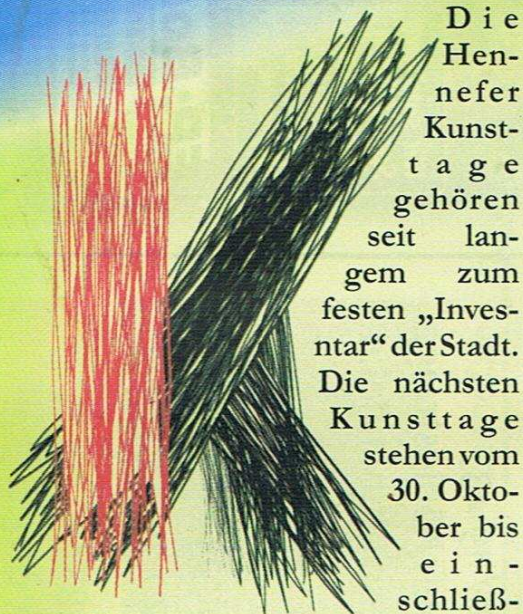 Die
Hen-
nefer
Kunst-
tage
gehören
seit lan-
gem zum
festen „Inves-
ntar“ der Stadt.
Die nächsten
Kunsttage
stehen vom
30. Okto-
ber bis
ein-
schließ-